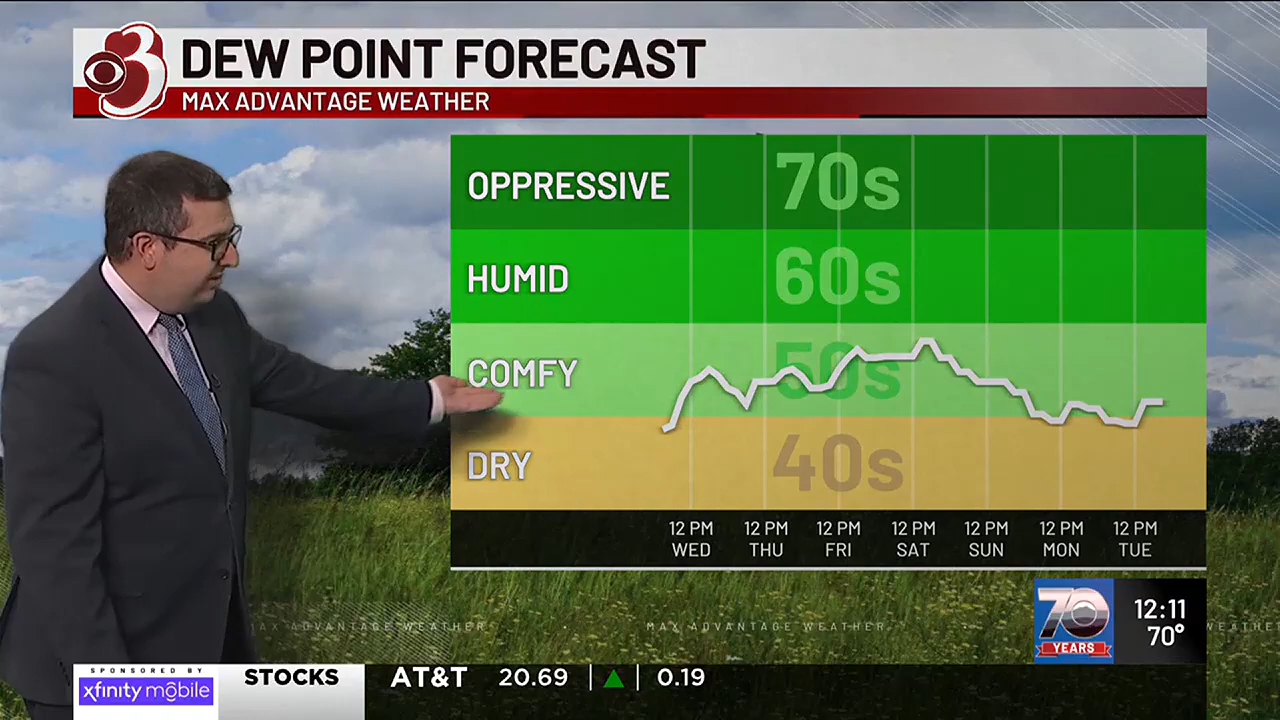 3
DEW POINT FORECAST
MAX ADVANTAGE WEATHER
OPPRESSIVE 70s
HUMID 60s
COMFY 50s
DRY 40s
12 PM 12 PM 12 PM 12 PM 12 PM 12 PM 12 PM
WED THU FRI SAT SUN MON TUE
70
YEARS
12:11
70°
MAX ADVANTAGE WEATHER
MAX ADVANTAGE WEATHER
WEATHE
SPONSORED BY
xfinity mobile
STOCKS
AT&T 20.69 0.19